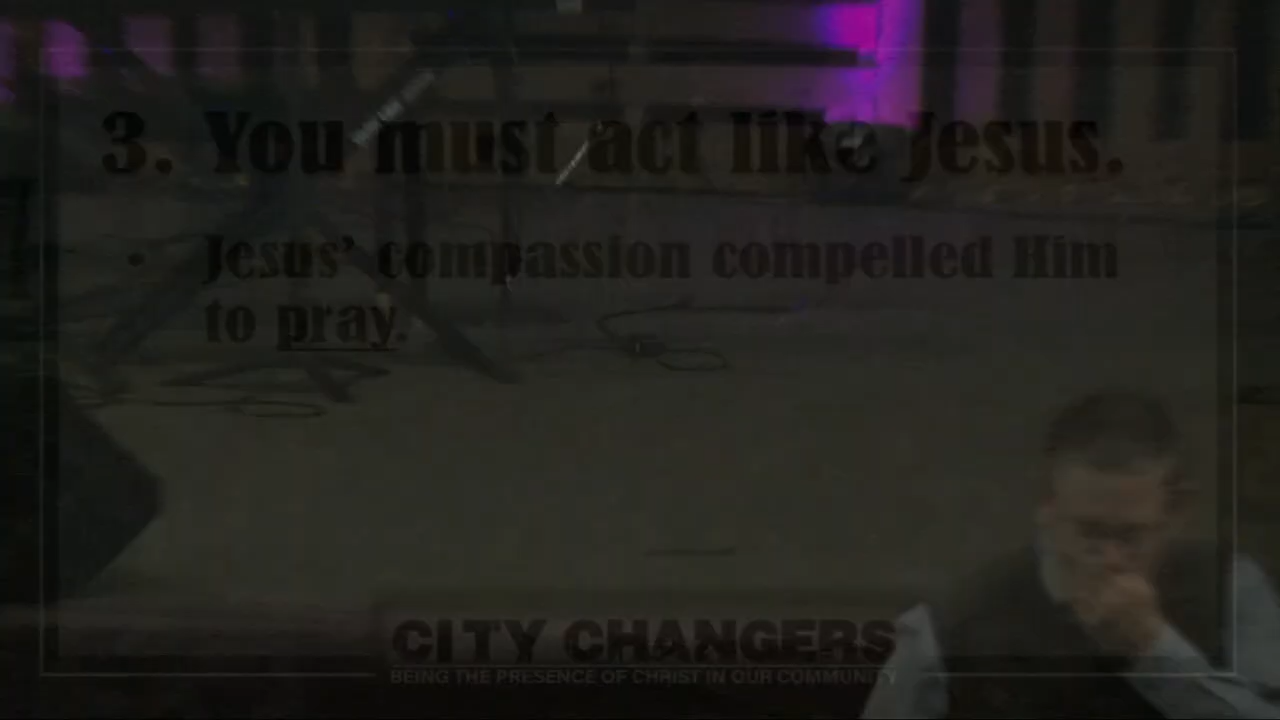 3. You must act like Jesus.
• Jesus’ compassion compelled Him
to pray.
CITY CHANGERS
BEING THE PRESENCE OF CHRIST IN OUR COMMUNITY